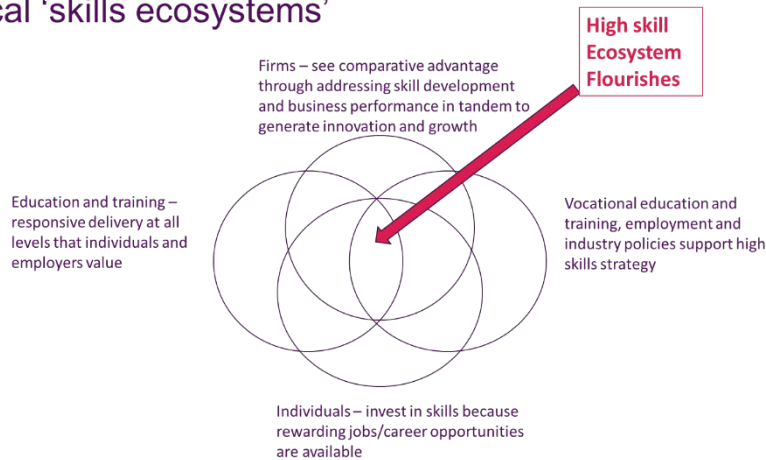 cal ‘skills ecosystems’
High skill
Ecosystem
Flourishes
Firms – see comparative advantage
through addressing skill development
and business performance in tandem to
generate innovation and growth
Education and training –
responsive delivery at all
levels that individuals and
employers value
Vocational education and
training, employment and
industry policies support high
skills strategy
Individuals – invest in skills because
rewarding jobs/career opportunities
are available